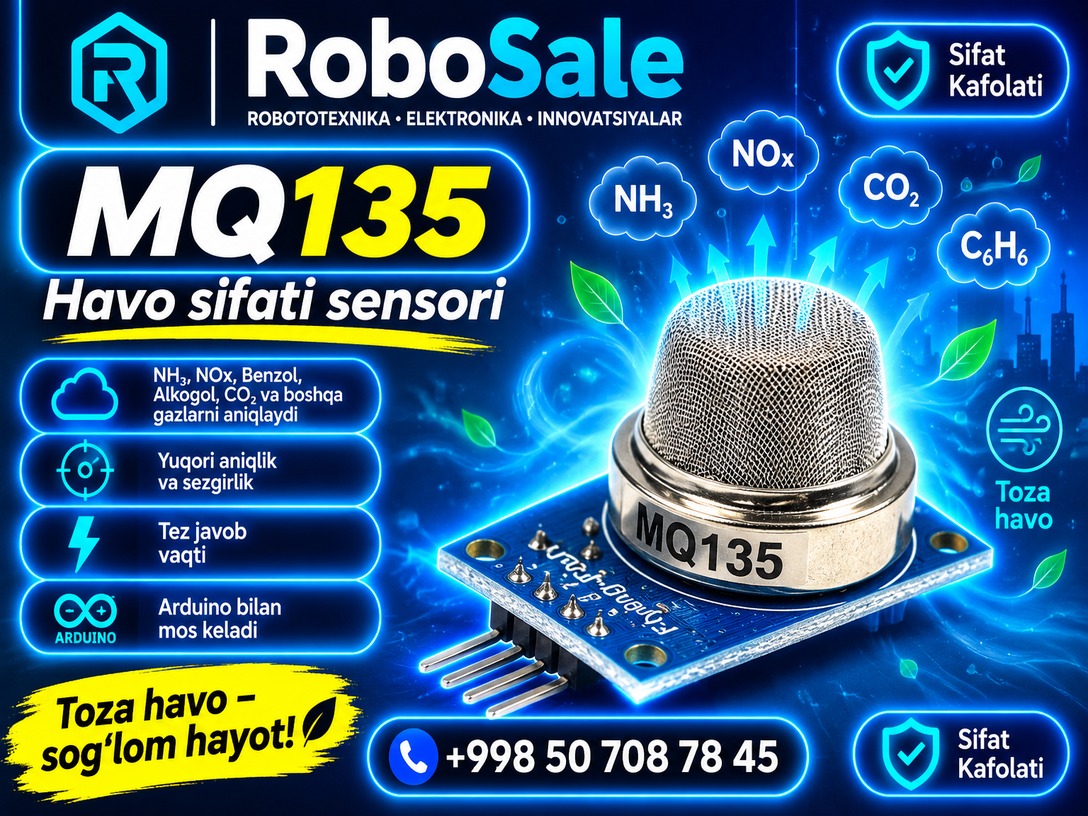 RoboSale
ROBOTOTEXNIKA • ELEKTRONIKA • INNOVATSIYALAR
Sifat
Kafolati
MQ135
Havo sifati sensori
NH₃
NOx
CO₂
C₆H₆
NH₃, NOx, Benzol,
Alkogol, CO₂ va boshqa
gazlarni aniqlaydi
Yuqori aniqlik
va sezgirlik
Tez javob
vaqti
ARDUINO
Arduino bilan
mos keladi
MQ135
Toza
havo
Toza havo –
sog‘lom hayot!
+998 50 708 78 45
Sifat
Kafolati